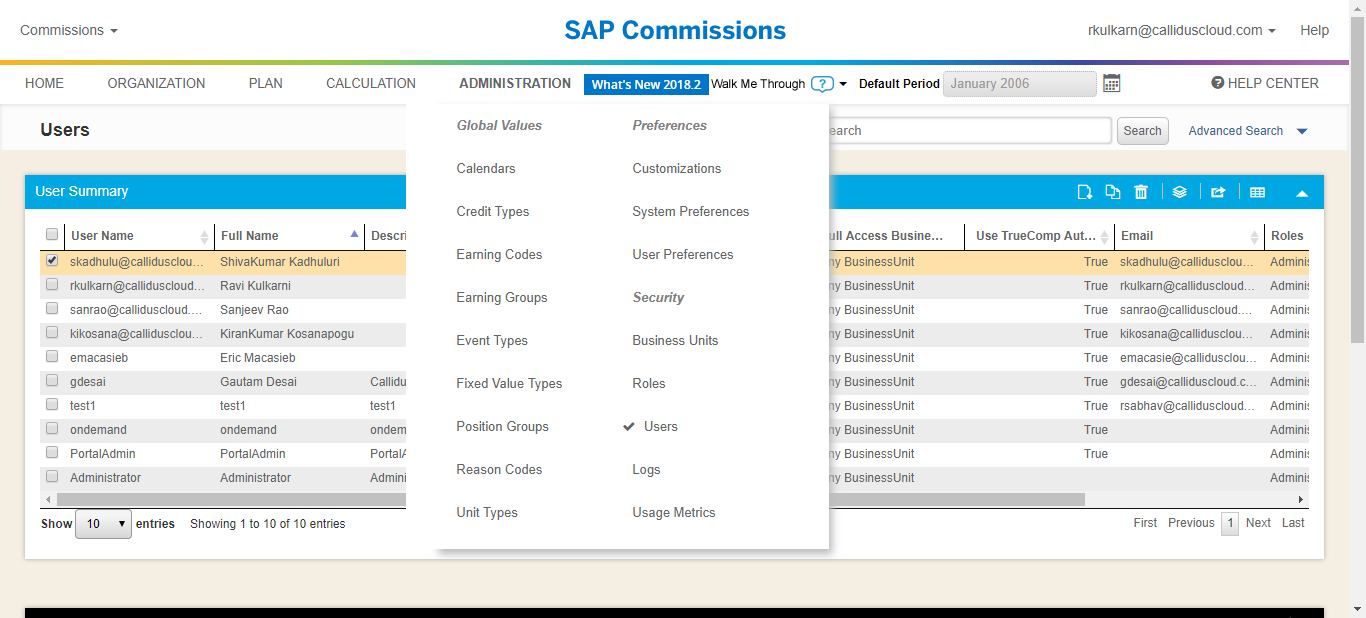 Commissions
SAP Commissions
rkulkarn@calliduscloud.com
Help
HOME ORGANIZATION PLAN CALCULATION ADMINISTRATION What's New 2018.2 Walk Me Through ? Default Period January 2006 ? HELP CENTER
Users
earch Search Advanced Search
Global Values
Calendars
Credit Types
Earning Codes
Earning Groups
Event Types
Fixed Value Types
Position Groups
Reason Codes
Unit Types
Preferences
Customizations
System Preferences
User Preferences
Security
Business Units
Roles
Users
Logs
Usage Metrics
User Summary
User Name Full Name Descri ull Access Busine... Use TrueComp Aut... Email Roles
skadhulu@callidusclou... ShivaKumar Kadhuluri ny BusinessUnit True skadhulu@callidusclou... Adminis
rkulkarn@calliduscloud... Ravi Kulkarni ny BusinessUnit True rkulkarn@calliduscloud... Adminis
sanrao@calliduscloud.... Sanjeev Rao ny BusinessUnit True sanrao@calliduscloud.... Adminis
kikosana@calliduscloud... KiranKumar Kosanapogu ny BusinessUnit True kikosana@calliduscloud... Adminis
emacasieb Eric Macasieb ny BusinessUnit True emacasie@calliduscloud... Adminis
gdesai Gautam Desai Callidu ny BusinessUnit True gdesai@calliduscloud.c... Adminis
test1 test1 test1 ny BusinessUnit True rsabhav@calliduscloud... Adminis
ondemand ondemand ondem ny BusinessUnit True Adminis
PortalAdmin PortalAdmin PortalA ny BusinessUnit True Adminis
Administrator Administrator Admini ny BusinessUnit Adminis
Show 10 entries Showing 1 to 10 of 10 entries First Previous 1 Next Last